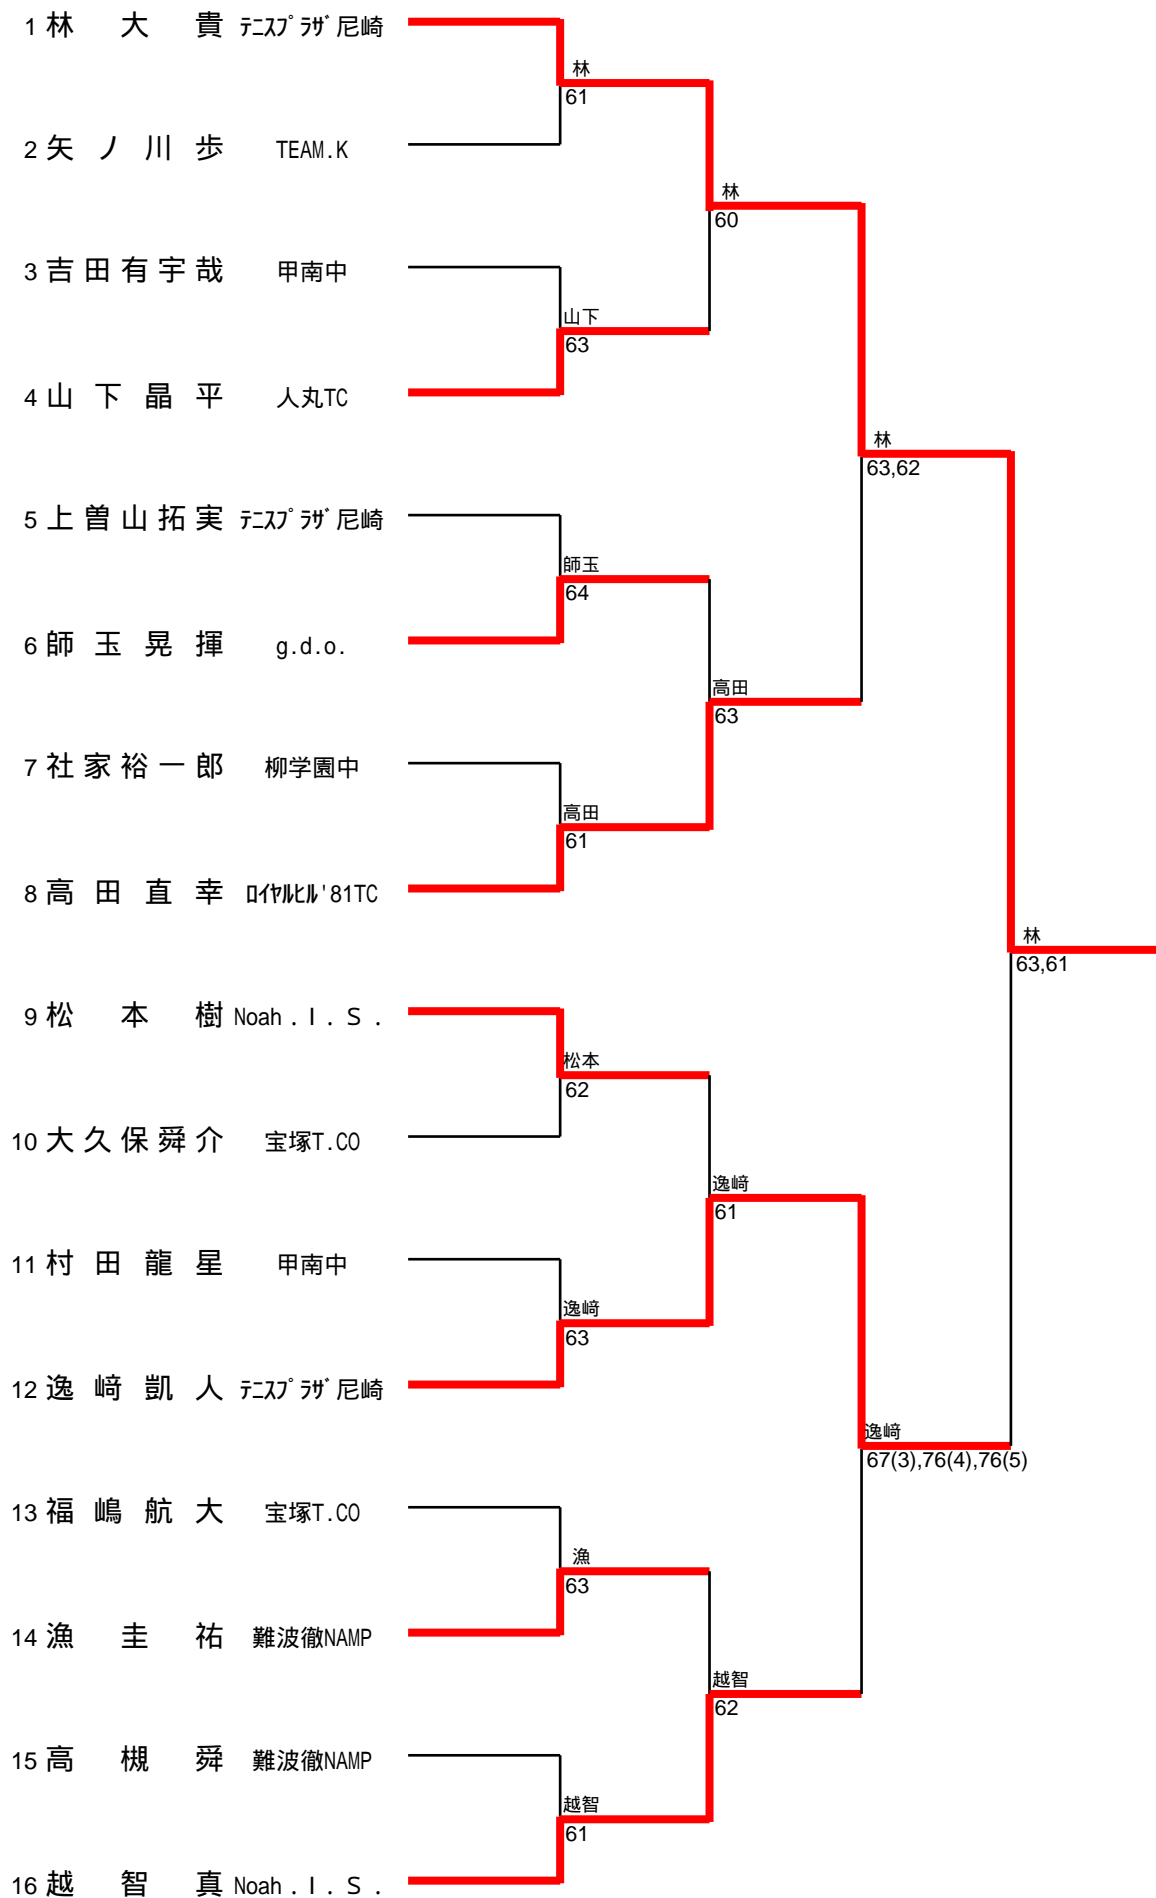 1 林大貴 ﾃﾆｽﾌﾟﾗｻﾞ尼崎
林
61
2 矢ノ川歩 TEAM.K
林
60
3 吉田有宇哉 甲南中
山下
63
4 山下晶平 人丸TC
林
63,62
5 上曽山拓実 ﾃﾆｽﾌﾟﾗｻﾞ尼崎
師玉
64
6 師玉晃揮 g.d.o.
高田
63
7 社家裕一郎 柳学園中
高田
61
8 高田直幸 ﾛｲﾔﾙﾋﾙ'81TC
林
63,61
9 松本樹 Noah．Ｉ．Ｓ．
松本
62
10 大久保舜介 宝塚T.CO
逸﨑
61
11 村田龍星 甲南中
逸﨑
63
12 逸﨑凱人 ﾃﾆｽﾌﾟﾗｻﾞ尼崎
逸﨑
67(3),76(4),76(5)
13 福嶋航大 宝塚T.CO
漁
63
14 漁圭祐 難波徹NAMP
越智
62
15 高槻舜 難波徹NAMP
越智
61
16 越智真 Noah．Ｉ．Ｓ．